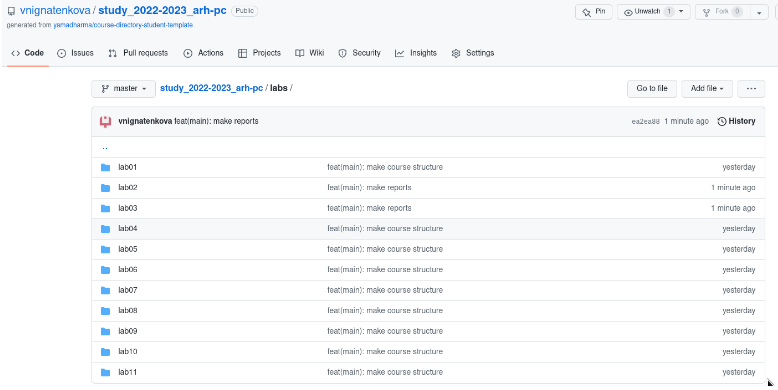 vnignatenkova / study_2022-2023_arh-pc Public Pin Unwatch 1 Fork 0
generated from yamadharma/course-directory-student-template
Code Issues Pull requests Actions Projects Wiki Security Insights Settings
master study_2022-2023_arh-pc / labs / Go to file Add file ...
vnignatenkova feat(main): make reports ea2ea88 1 minute ago History
..
lab01 feat(main): make course structure yesterday
lab02 feat(main): make reports 1 minute ago
lab03 feat(main): make reports 1 minute ago
lab04 feat(main): make course structure yesterday
lab05 feat(main): make course structure yesterday
lab06 feat(main): make course structure yesterday
lab07 feat(main): make course structure yesterday
lab08 feat(main): make course structure yesterday
lab09 feat(main): make course structure yesterday
lab10 feat(main): make course structure yesterday
lab11 feat(main): make course structure yesterday